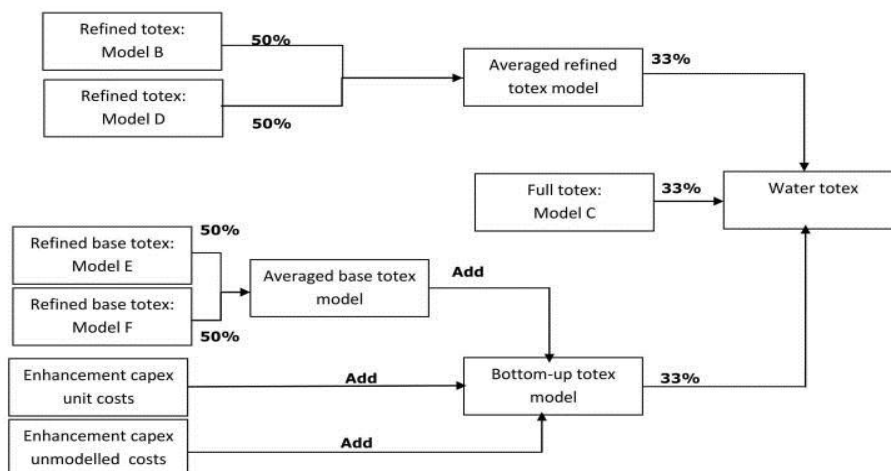 Refined totex:
Model B
50%
Refined totex:
Model D
50%
Averaged refined
totex model
33%
Full totex:
Model C
33%
Water totex
Refined base totex:
Model E
50%
Refined base totex:
Model F
50%
Averaged base totex
model
Add
Enhancement capex
unit costs
Add
Enhancement capex
unmodelled costs
Add
Bottom-up totex
model
33%